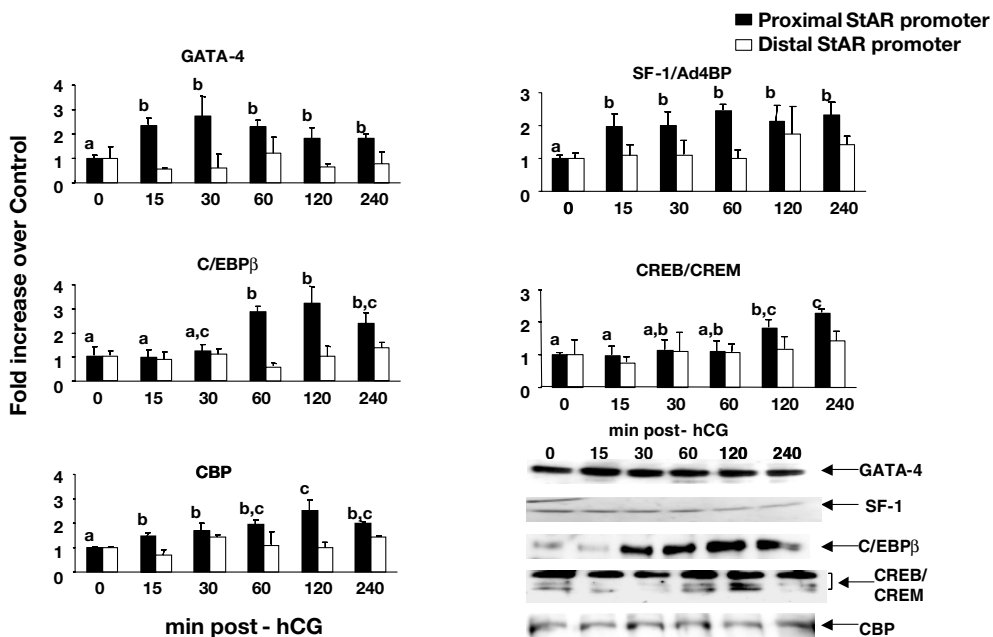 Proximal StAR promoter
Distal StAR promoter
Fold increase over Control
GATA-4
4
3
2
1
0
a
b
b
b
b
b
0 15 30 60 120 240
SF-1/Ad4BP
3
2
1
0
a
b
b
b
b
b
0 15 30 60 120 240
C/EBPβ
4
3
2
1
0
a
a
a,c
b
b
b,c
0 15 30 60 120 240
CREB/CREM
3
2
1
0
a
a
a,b
a,b
b,c
c
0 15 30 60 120 240
min post- hCG
CBP
4
3
2
1
0
a
b
b
b,c
c
b,c
0 15 30 60 120 240
min post - hCG
0 15 30 60 120 240
GATA-4
SF-1
C/EBPβ
CREB/
CREM
CBP